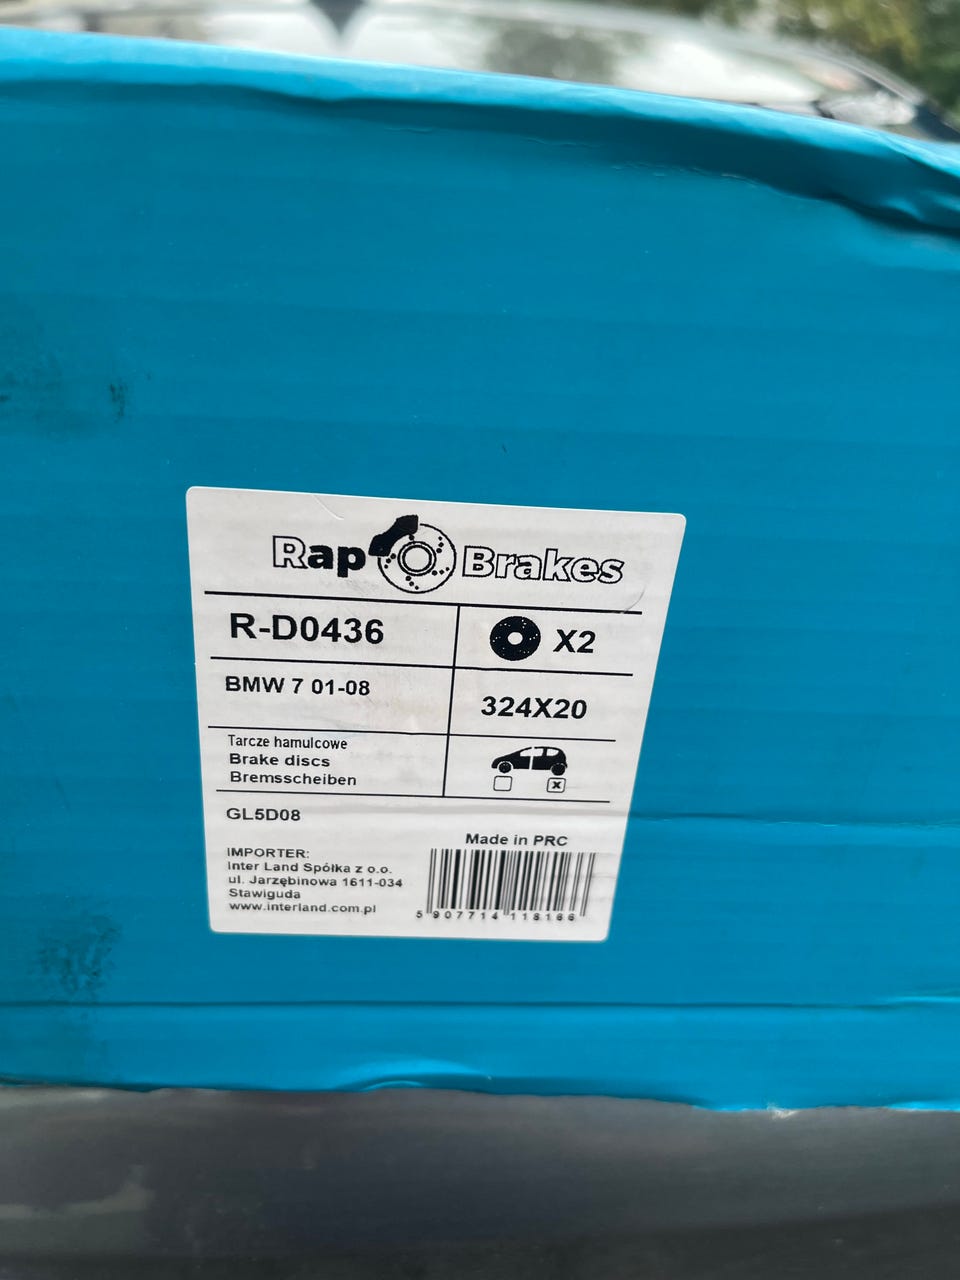 Rap Brakes
R-D0436
X2
BMW 7 01-08
324X20
Tarcze hamulcowe
Brake discs
Bremsscheiben
x
GL5D08
Made in PRC
IMPORTER:
Inter Land Spółka z o.o.
ul. Jarzębinowa 1611-034
Stawiguda
www.interland.com.pl
5 907714 118166